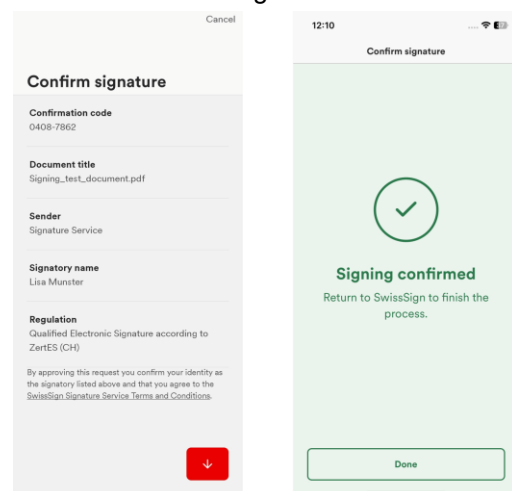 Cancel
Confirm signature
Confirmation code
0408-7862
Document title
Signing_test_document.pdf
Sender
Signature Service
Signatory name
Lisa Munster
Regulation
Qualified Electronic Signature according to
ZertES (CH)
By approving this request you confirm your identity as
the signatory listed above and that you agree to the
SwissSign Signature Service Terms and Conditions.
12:10
Confirm signature
Signing confirmed
Return to SwissSign to finish the
process.
Done